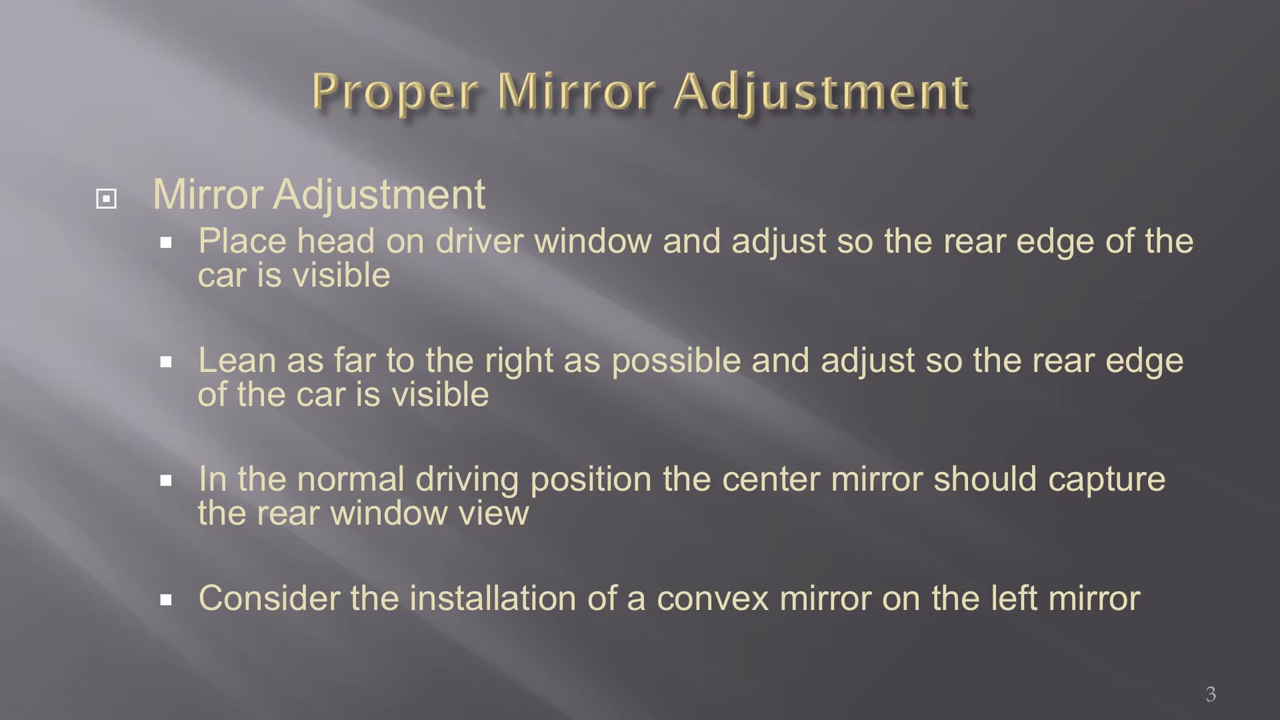 Proper Mirror Adjustment
Mirror Adjustment
Place head on driver window and adjust so the rear edge of the
car is visible
Lean as far to the right as possible and adjust so the rear edge
of the car is visible
In the normal driving position the center mirror should capture
the rear window view
Consider the installation of a convex mirror on the left mirror
3